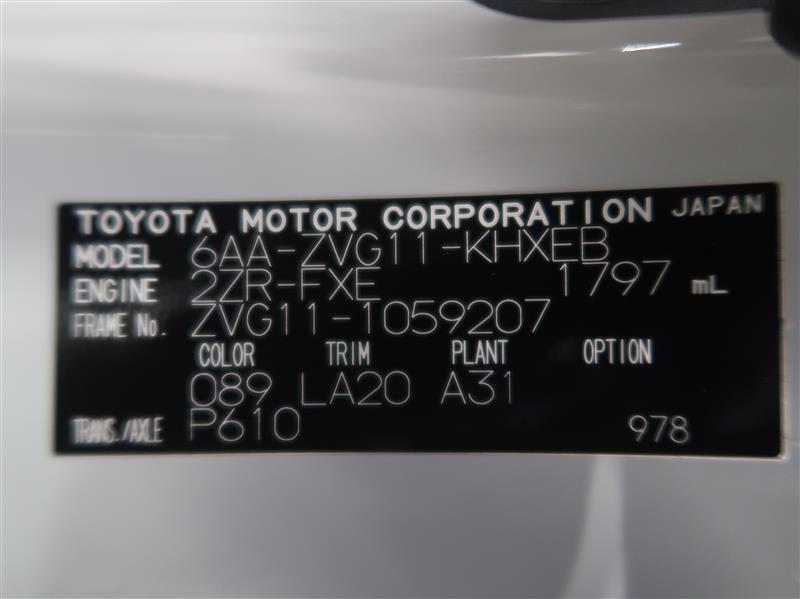 TOYOTA MOTOR CORPORATION JAPAN
MODEL 6AA-ZVG11-KHXEB
ENGINE 2ZR-FXE 1797 mL
FRAME No. ZVG11-1059207
COLOR TRIM PLANT OPTION
089 LA20 A31
TRANS./AXLE P610 978